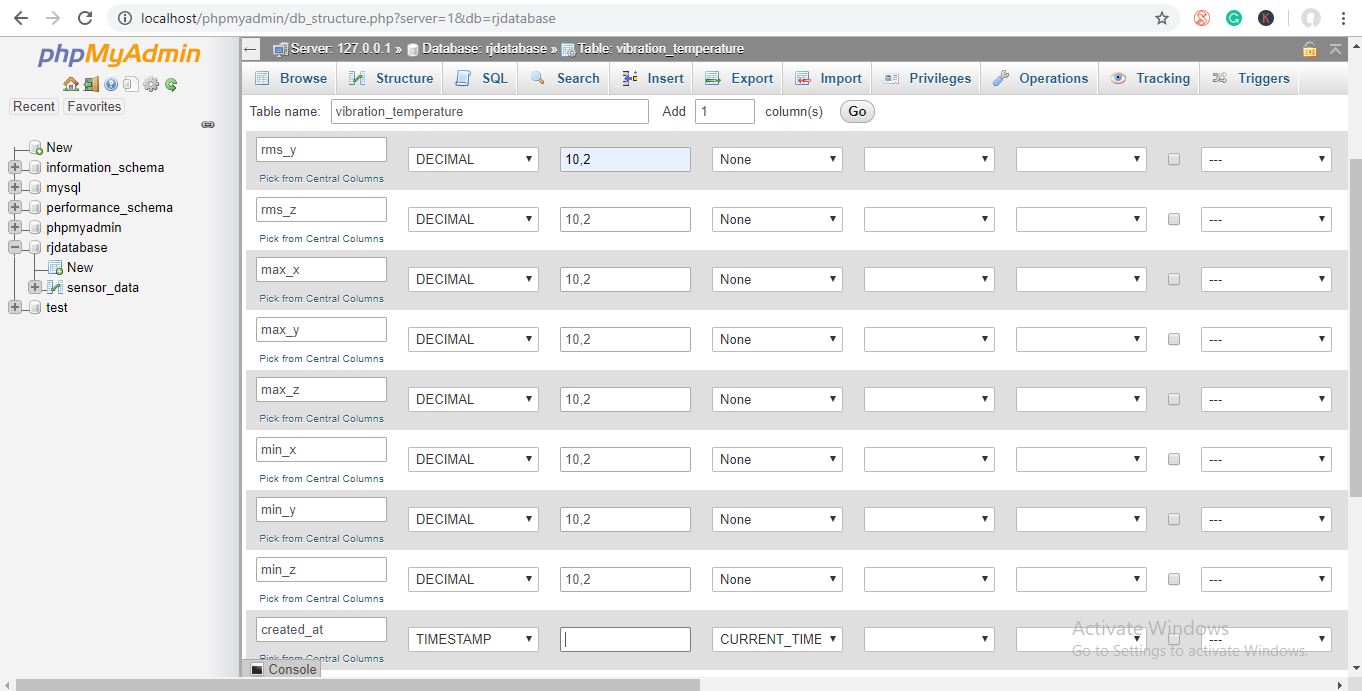 localhost/phpmyadmin/db_structure.php?server=1&db=rjdatabase
K
phpMyAdmin
Recent Favorites
New
information_schema
mysql
performance_schema
phpmyadmin
rjdatabase
New
sensor_data
test
Server: 127.0.0.1 » Database: rjdatabase » Table: vibration_temperature
Browse Structure SQL Search Insert Export Import Privileges Operations Tracking Triggers
Table name: vibration_temperature Add 1 column(s) Go
rms_y DECIMAL 10,2 None ---
Pick from Central Columns
rms_z DECIMAL 10,2 None ---
Pick from Central Columns
max_x DECIMAL 10,2 None ---
Pick from Central Columns
max_y DECIMAL 10,2 None ---
Pick from Central Columns
max_z DECIMAL 10,2 None ---
Pick from Central Columns
min_x DECIMAL 10,2 None ---
Pick from Central Columns
min_y DECIMAL 10,2 None ---
Pick from Central Columns
min_z DECIMAL 10,2 None ---
Pick from Central Columns
created_at TIMESTAMP CURRENT_TIME ---
Pick from Central Columns
Activate Windows
Go to Settings to activate Windows.
Console